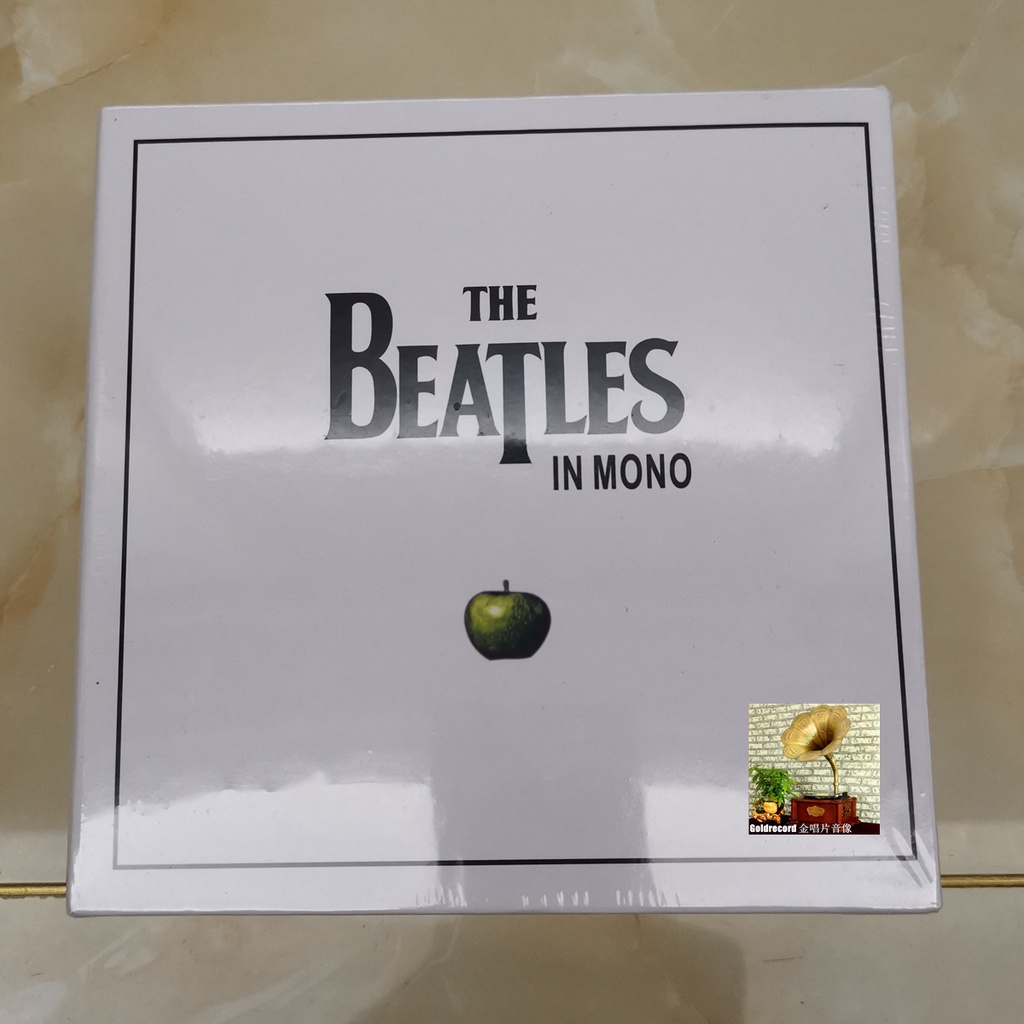 THE
BEATLES
IN MONO
Goldrecord 金唱片音像